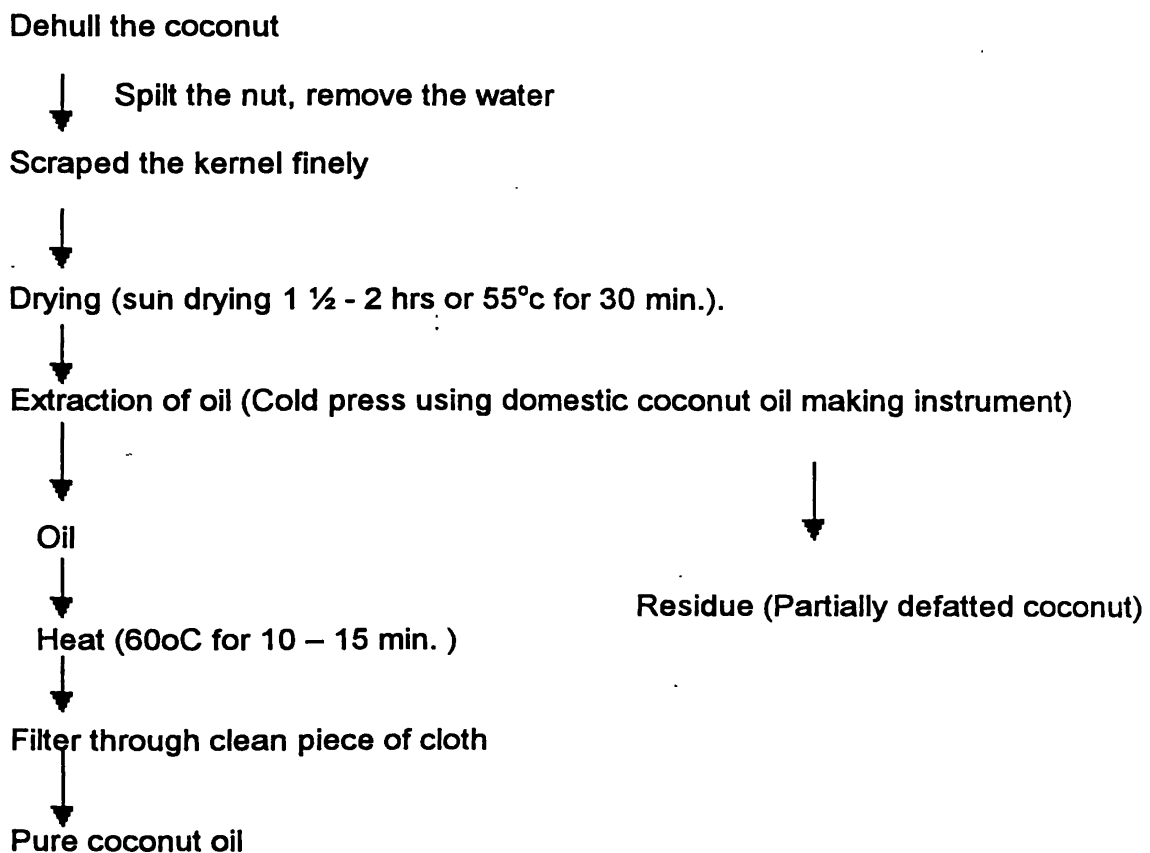 Dehull the coconut
Spilt the nut, remove the water
Scraped the kernel finely
Drying (sun drying 1 ½ - 2 hrs or 55°c for 30 min.).
Extraction of oil (Cold press using domestic coconut oil making instrument)
Oil
Residue (Partially defatted coconut)
Heat (60oC for 10 – 15 min. )
Filter through clean piece of cloth
Pure coconut oil